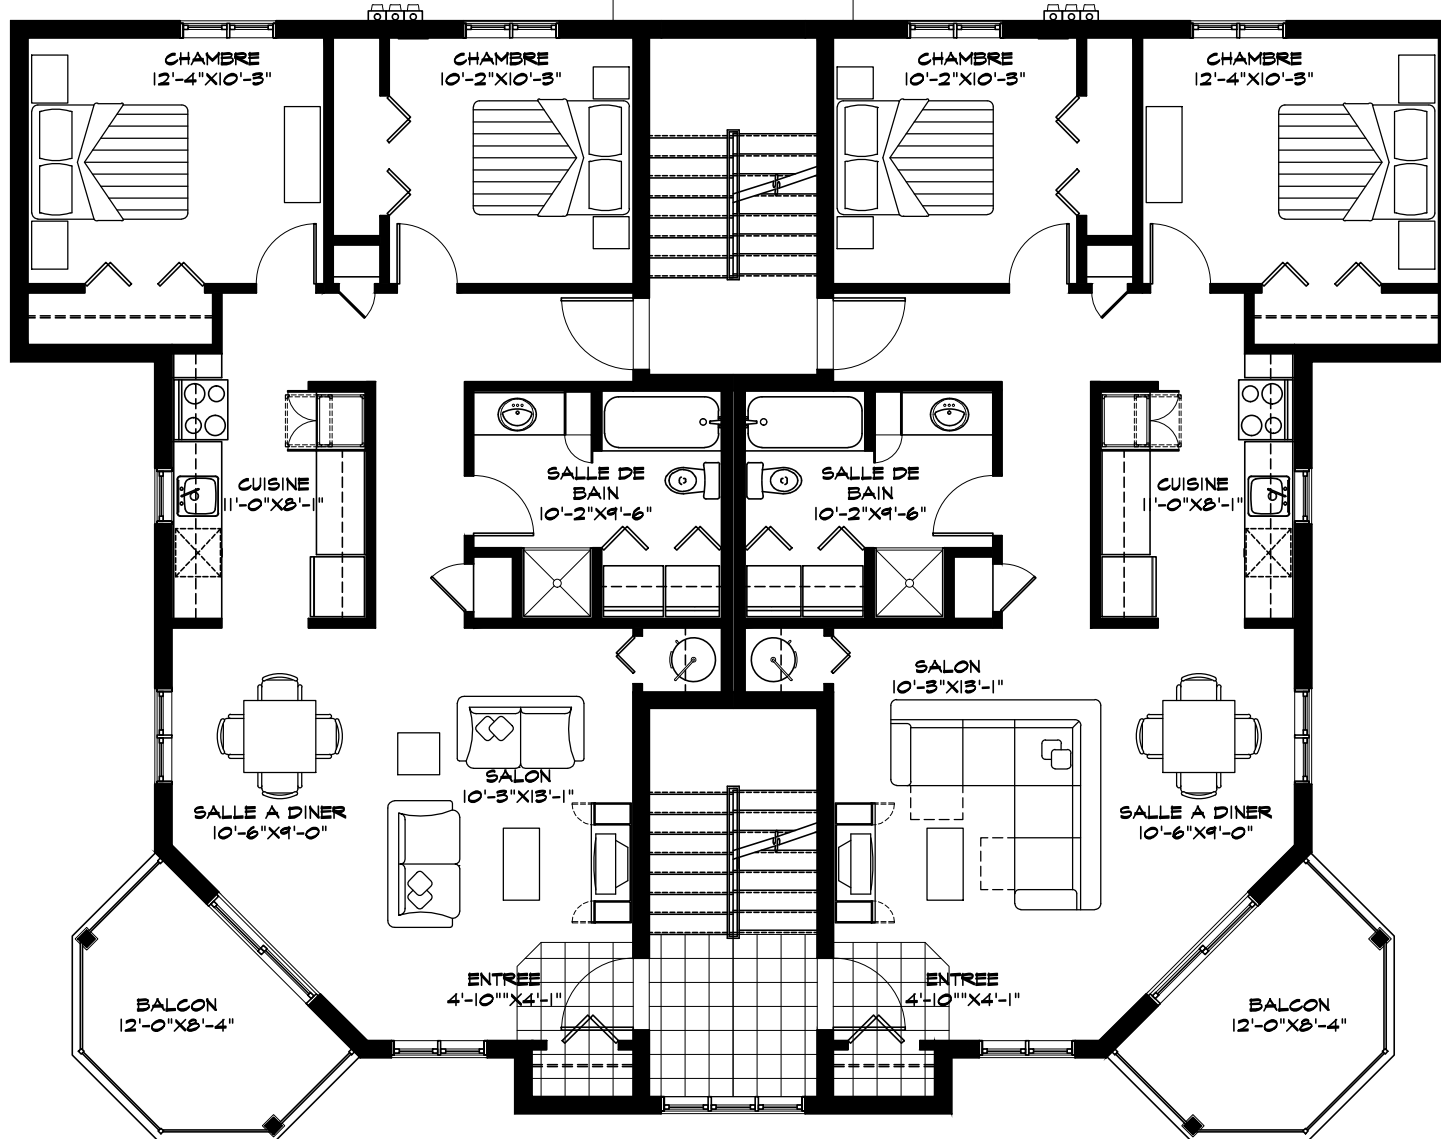 CHAMBRE
12'-4"X10'-3"
CHAMBRE
10'-2"X10'-3"
CHAMBRE
10'-2"X10'-3"
CHAMBRE
12'-4"X10'-3"
CUISINE
11'-0"X8'-1"
SALLE DE
BAIN
10'-2"X9'-6"
SALLE DE
BAIN
10'-2"X9'-6"
CUISINE
11'-0"X8'-1"
SALON
10'-3"X13'-1"
SALON
10'-3"X13'-1"
SALLE A DINER
10'-6"X9'-0"
SALLE A DINER
10'-6"X9'-0"
ENTREE
4'-10""X4'-1"
ENTREE
4'-10""X4'-1"
BALCON
12'-0"X8'-4"
BALCON
12'-0"X8'-4"